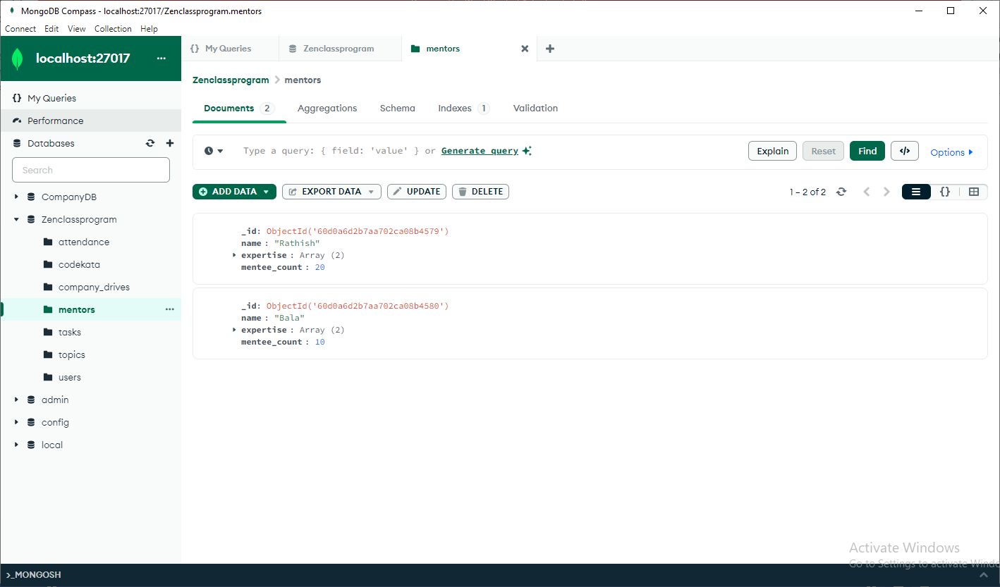 MongoDB Compass - localhost:27017/Zenclassprogram.mentors
Connect Edit View Collection Help
localhost:27017
My Queries
Performance
Databases
Search
CompanyDB
Zenclassprogram
attendance
codekata
company_drives
mentors
tasks
topics
users
admin
config
local
{} My Queries Zenclassprogram mentors
Zenclassprogram > mentors
Documents 2 Aggregations Schema Indexes 1 Validation
Type a query: { field: 'value' } or Generate query Explain Reset Find </> Options
ADD DATA EXPORT DATA UPDATE DELETE 1 – 2 of 2 {}
_id: ObjectId('60d0a6d2b7aa702ca08b4579')
name : "Rathish"
expertise : Array (2)
mentee_count : 20
_id: ObjectId('60d0a6d2b7aa702ca08b4580')
name : "Bala"
expertise : Array (2)
mentee_count : 10
Activate Windows
Go to Settings to activate Windo
>_MONGOSH